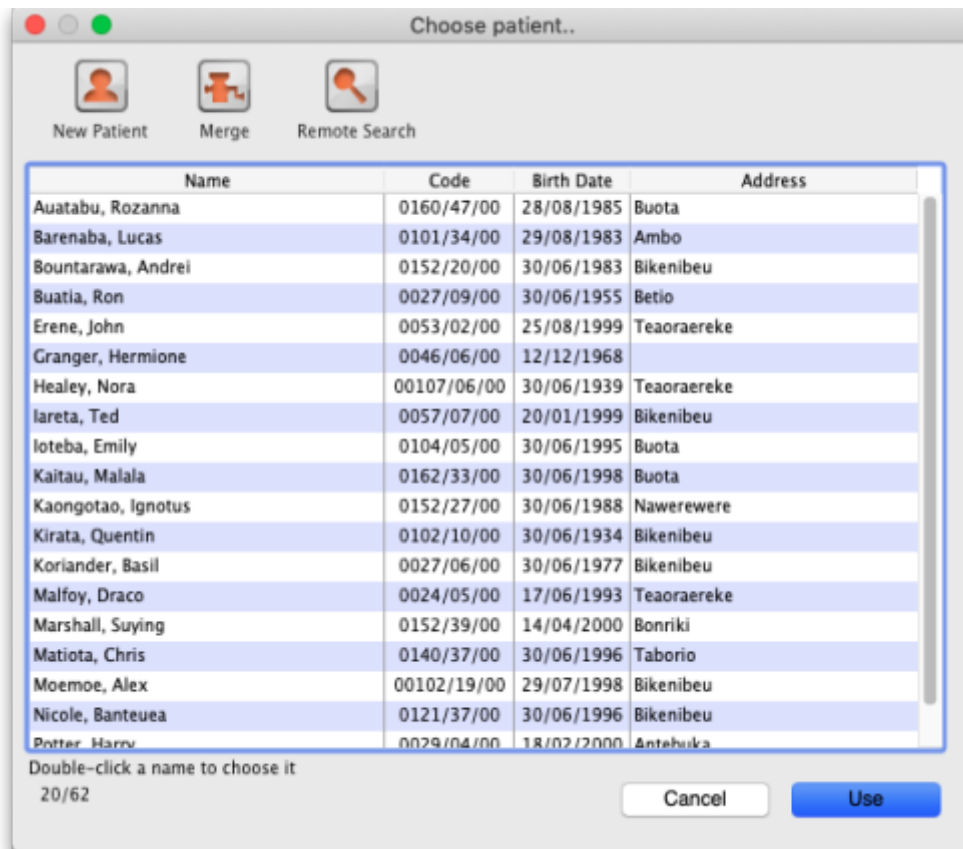 Choose patient..
New Patient Merge Remote Search
Name Code Birth Date Address
Auatabu, Rozanna 0160/47/00 28/08/1985 Buota
Barenaba, Lucas 0101/34/00 29/08/1983 Ambo
Bountarawa, Andrei 0152/20/00 30/06/1983 Bikenibeu
Buatia, Ron 0027/09/00 30/06/1955 Betio
Erene, John 0053/02/00 25/08/1999 Teaoraereke
Granger, Hermione 0046/06/00 12/12/1968
Healey, Nora 00107/06/00 30/06/1939 Teaoraereke
Iareta, Ted 0057/07/00 20/01/1999 Bikenibeu
Ioteba, Emily 0104/05/00 30/06/1995 Buota
Kaitau, Malala 0162/33/00 30/06/1998 Buota
Kaongotao, Ignotus 0152/27/00 30/06/1988 Nawerewere
Kirata, Quentin 0102/10/00 30/06/1934 Bikenibeu
Koriander, Basil 0027/06/00 30/06/1977 Bikenibeu
Malfoy, Draco 0024/05/00 17/06/1993 Teaoraereke
Marshall, Suying 0152/39/00 14/04/2000 Bonriki
Matiota, Chris 0140/37/00 30/06/1996 Taborio
Moemoe, Alex 00102/19/00 29/07/1998 Bikenibeu
Nicole, Banteuea 0121/37/00 30/06/1996 Bikenibeu
Potter, Harry 0029/04/00 18/02/2000 Antebuka
Double-click a name to choose it
20/62
Cancel Use